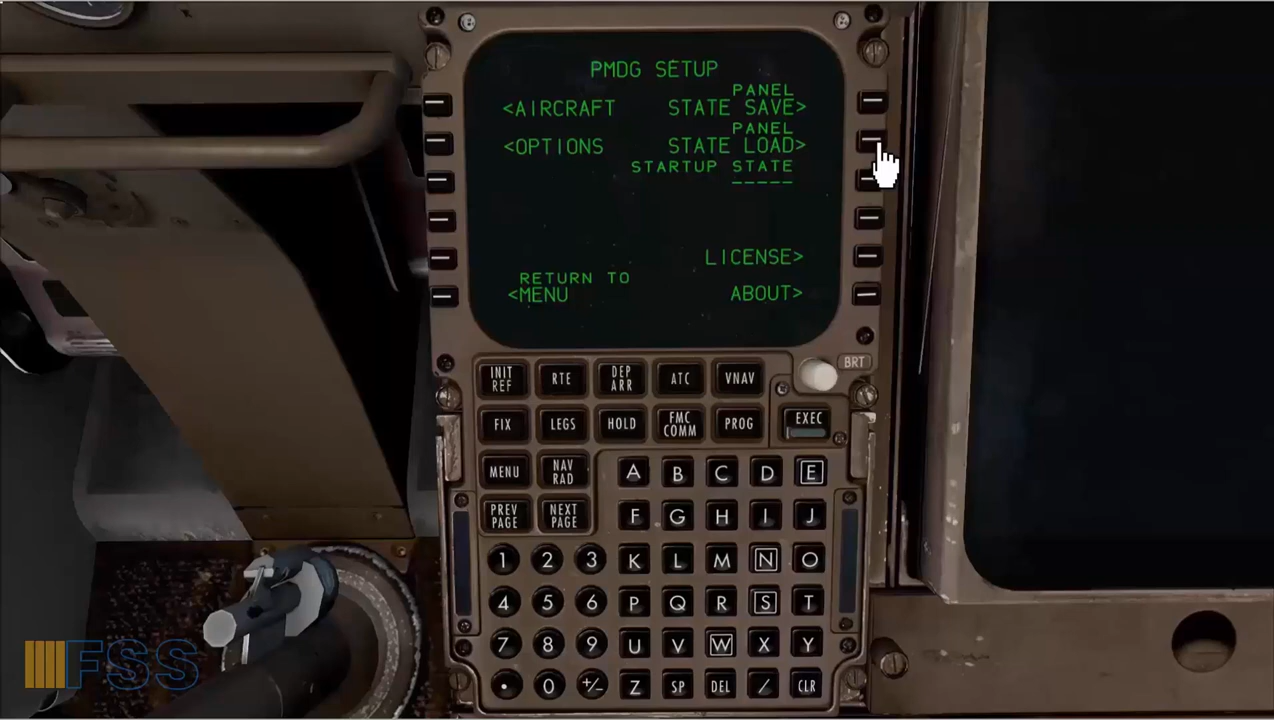 PMDG SETUP
PANEL
<AIRCRAFT STATE SAVE>
PANEL
<OPTIONS STATE LOAD>
STARTUP STATE
-----
LICENSE>
RETURN TO
<MENU ABOUT>
BRT
INIT REF
RTE
DEP ARR
ATC
VNAV
FIX
LEGS
HOLD
FMC COMM
PROG
EXEC
MENU
NAV RAD
A B C D E
PREV PAGE
NEXT PAGE
F G H I J
1 2 3 K L M N O
4 5 6 P Q R S T
7 8 9 U V W X Y
. 0 +/- Z SP DEL / CLR
FSS